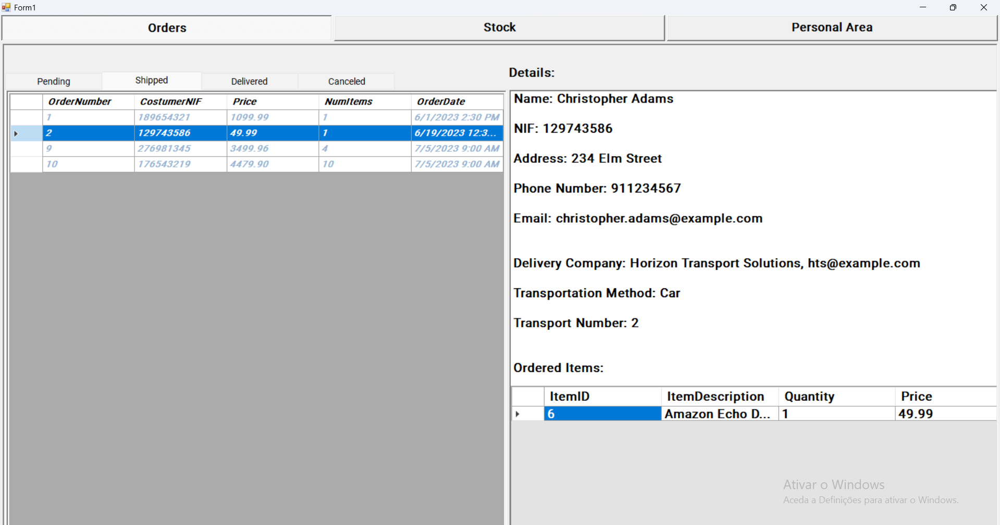 Form1
Orders Stock Personal Area
Details:
Pending Shipped Delivered Canceled
OrderNumber CostumerNIF Price NumItems OrderDate
1 189654321 1099.99 1 6/1/2023 2:30 PM
2 129743586 49.99 1 6/19/2023 12:3...
9 276981345 3499.96 4 7/5/2023 9:00 AM
10 176543219 4479.90 10 7/5/2023 9:00 AM
Name: Christopher Adams
NIF: 129743586
Address: 234 Elm Street
Phone Number: 911234567
Email: christopher.adams@example.com
Delivery Company: Horizon Transport Solutions, hts@example.com
Transportation Method: Car
Transport Number: 2
Ordered Items:
ItemID ItemDescription Quantity Price
6 Amazon Echo D... 1 49.99
Ativar o Windows
Aceda a Definições para ativar o Windows.